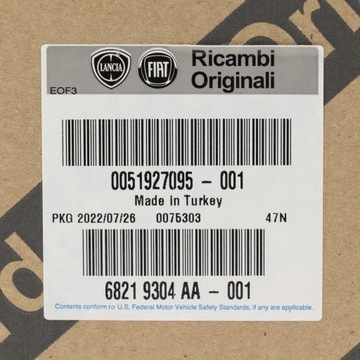 LANCIA
FIAT
Ricambi
Originali
EOF3
0051927095 - 001
Made in Turkey
PKG 2022/07/26 0075303 47N
6821 9304 AA - 001
Contents conform to U.S. Federal Motor Vehicle Safety Standards, if any are applicable.